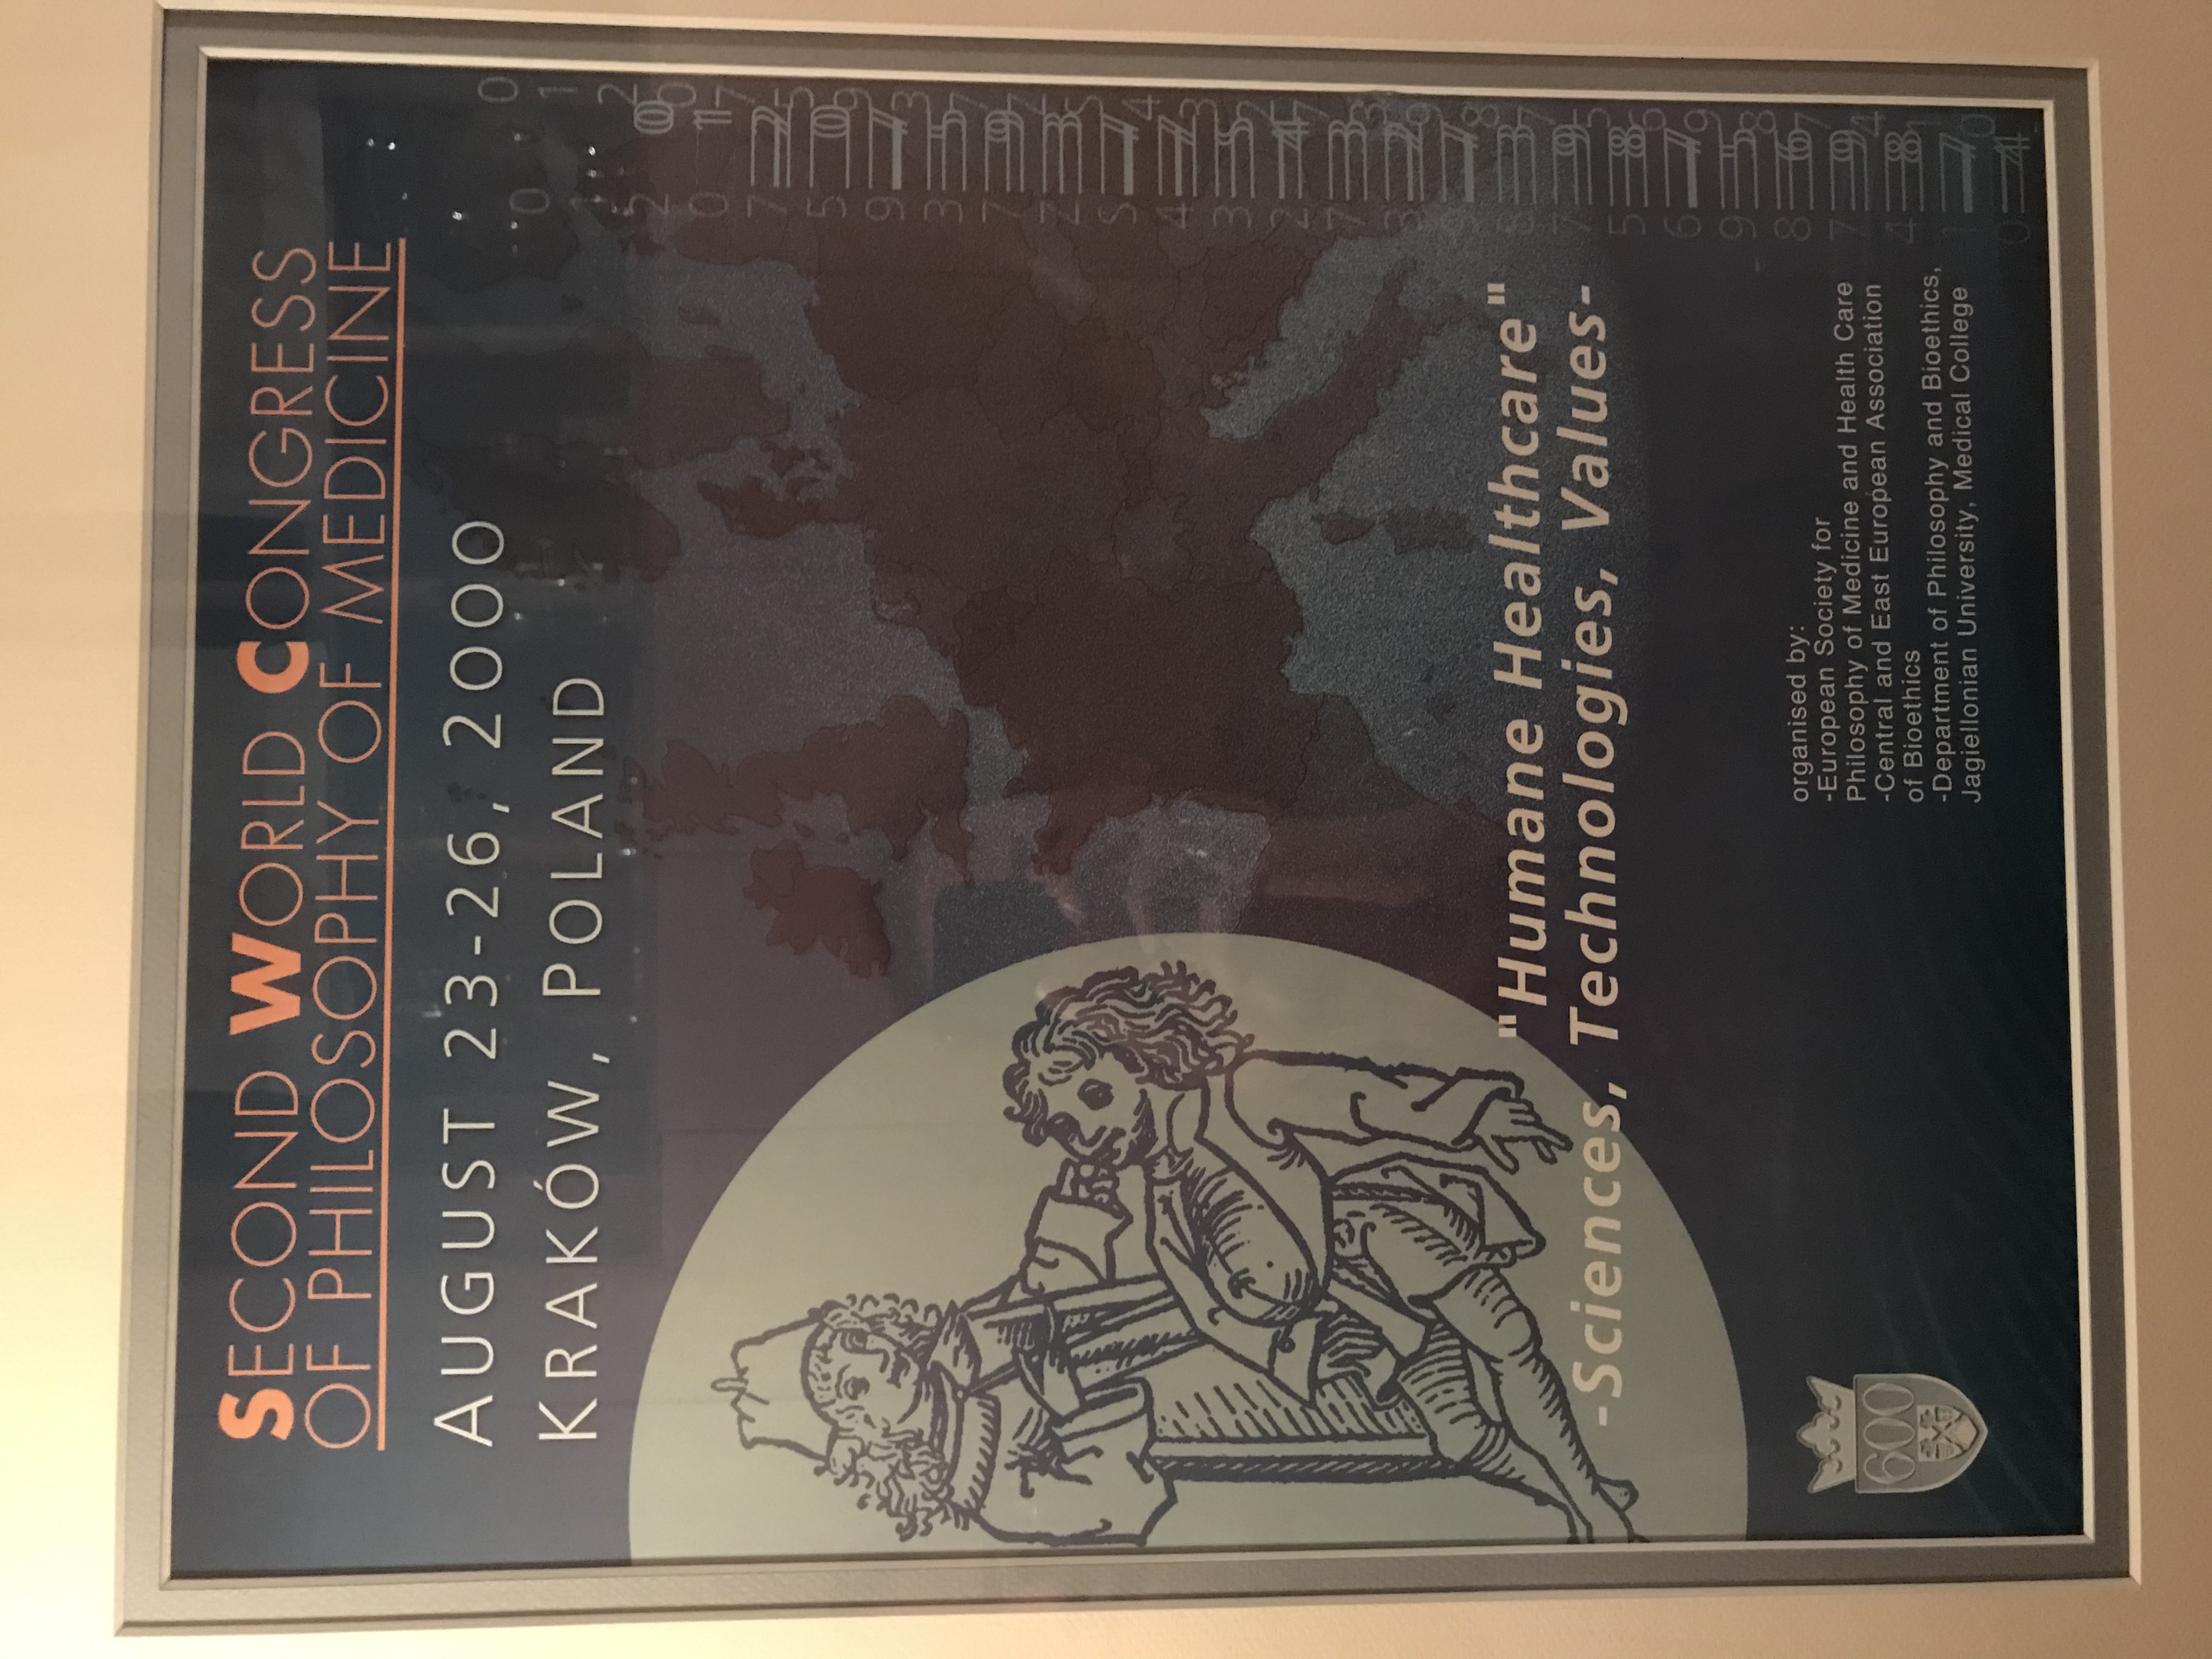 SECOND WORLD CONGRESS
OF PHILOSOPHY OF MEDICINE
AUGUST 23-26, 2000
KRAKÓW, POLAND
"Humane Healthcare"
-Sciences, Technologies, Values-
organised by:
-European Society for
Philosophy of Medicine and Health Care
-Central and East European Association
of Bioethics
-Department of Philosophy and Bioethics,
Jagiellonian University, Medical College
600